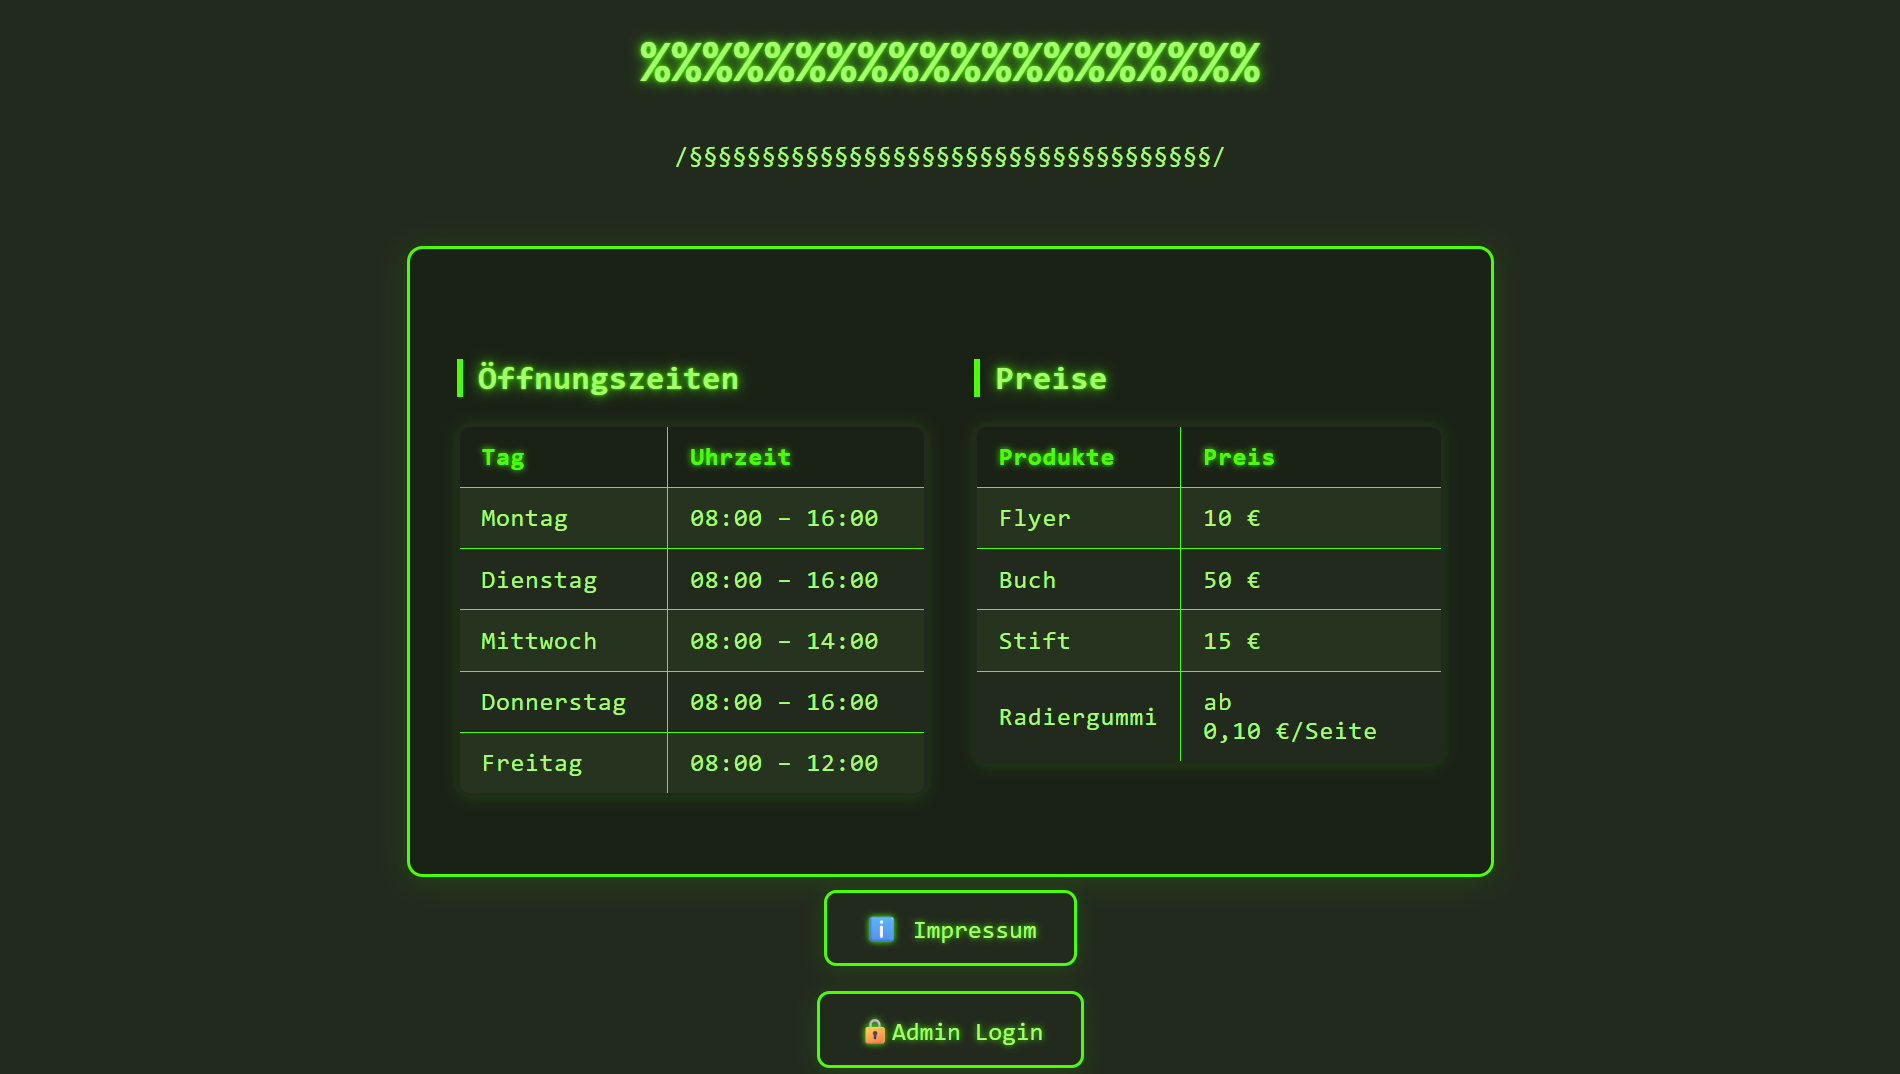 %%%%%%%%%%%%%%%%%%%%
/§§§§§§§§§§§§§§§§§§§§§§§§§§§§§§§§§§§§/
Öffnungszeiten
Tag Uhrzeit
Montag 08:00 – 16:00
Dienstag 08:00 – 16:00
Mittwoch 08:00 – 14:00
Donnerstag 08:00 – 16:00
Freitag 08:00 – 12:00
Preise
Produkte Preis
Flyer 10 €
Buch 50 €
Stift 15 €
Radiergummi ab
0,10 €/Seite
ℹ️ Impressum
🔒Admin Login